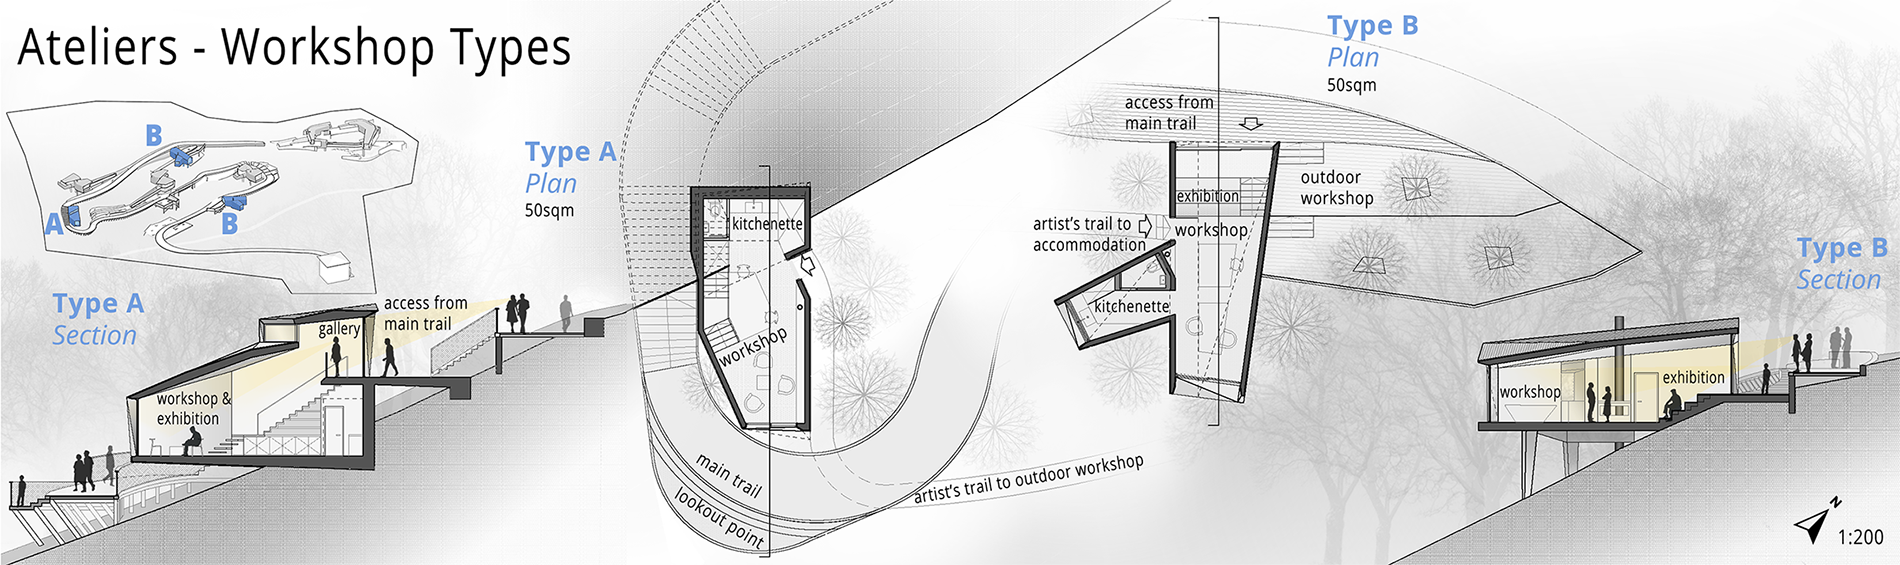 Ateliers - Workshop Types
B
A
B
Type A
Section
gallery
access from
main trail
workshop &
exhibition
Type A
Plan
50sqm
kitchenette
workshop
main trail
lookout point
artist's trail to outdoor workshop
Type B
Plan
50sqm
access from
main trail
exhibition
outdoor
workshop
artist's trail to
accommodation
workshop
kitchenette
Type B
Section
workshop
exhibition
N
1:200